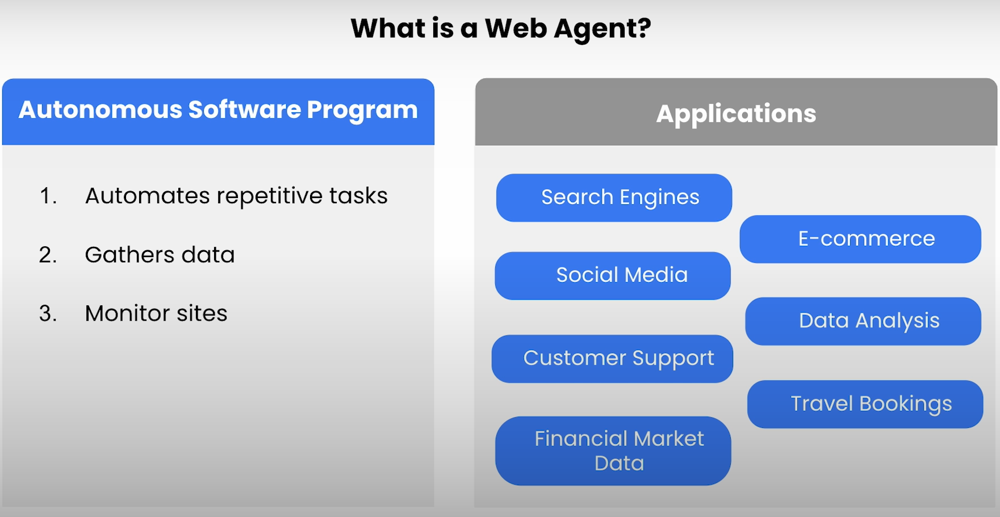 What is a Web Agent?
Autonomous Software Program
1. Automates repetitive tasks
2. Gathers data
3. Monitor sites
Applications
Search Engines
E-commerce
Social Media
Data Analysis
Customer Support
Travel Bookings
Financial Market
Data